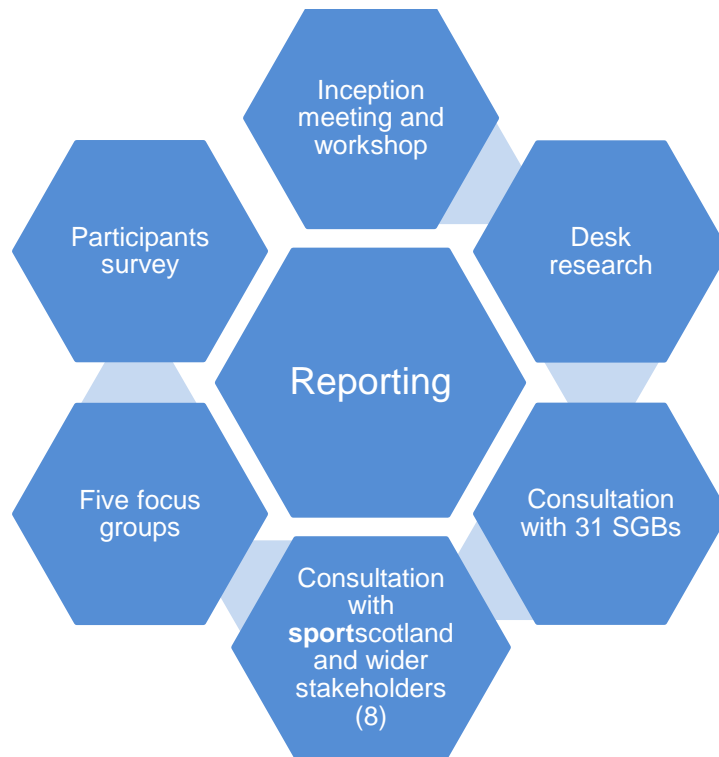 Inception
meeting and
workshop
Participants
survey
Desk
research
Reporting
Five focus
groups
Consultation
with 31 SGBs
Consultation
with
sportscotland
and wider
stakeholders
(8)